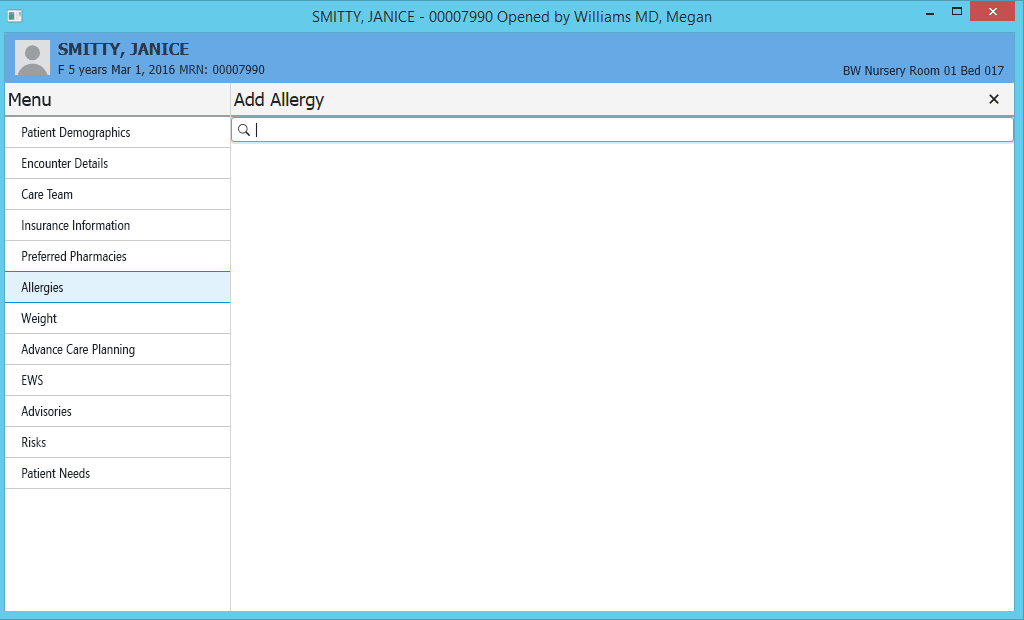 SMITTY, JANICE - 00007990 Opened by Williams MD, Megan
SMITTY, JANICE
F 5 years Mar 1, 2016 MRN: 00007990
BW Nursery Room 01 Bed 017
Menu
Add Allergy
Patient Demographics
Encounter Details
Care Team
Insurance Information
Preferred Pharmacies
Allergies
Weight
Advance Care Planning
EWS
Advisories
Risks
Patient Needs